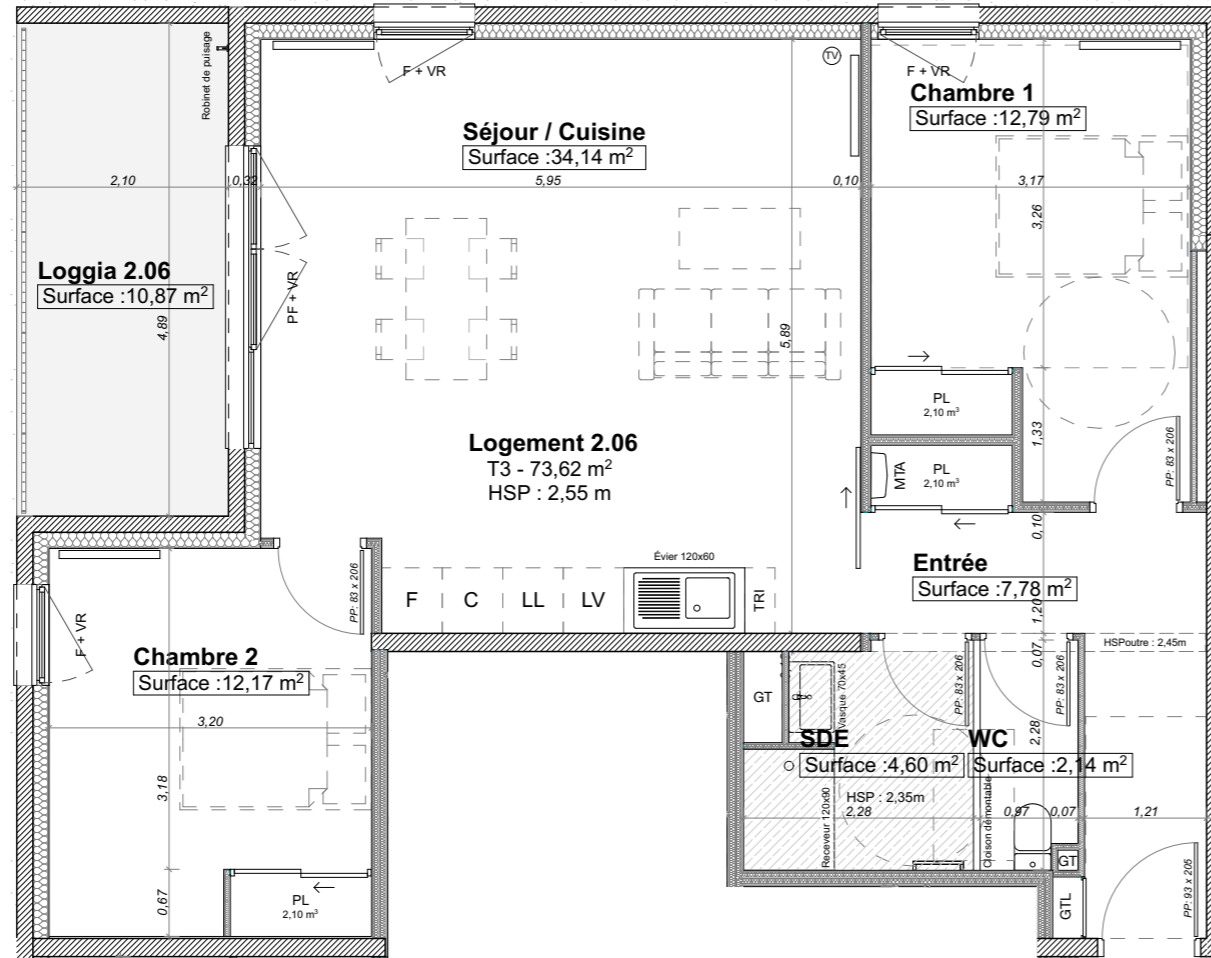 Robinet de puisage
F + VR
TV
F + VR
Chambre 1
Surface :12,79 m²
Séjour / Cuisine
Surface :34,14 m²
2,10
0,32
5,95
0,10
3,17
3,26
Loggia 2.06
Surface :10,87 m²
PF + VR
4,89
5,89
PL
2,10 m³
1,33
Logement 2.06
T3 - 73,62 m²
HSP : 2,55 m
MTA
PL
2,10 m³
PP: 83 x 206
0,10
Évier 120x60
Entrée
Surface :7,78 m²
PP: 83 x 206
F
C
LL
LV
TRI
1,20
F + VR
HSPoutre : 2,45m
0,07
Chambre 2
Surface :12,17 m²
GT
Vasque 70x45
PP: 83 x 206
PP: 83 x 206
3,20
2,28
SDE
Surface :4,60 m²
WC
Surface :2,14 m²
3,18
HSP : 2,35m
2,28
0,97
0,07
1,21
Receveur 120x90
Cloison démontable
GT
0,67
PL
2,10 m³
GTL
PP: 93 x 205